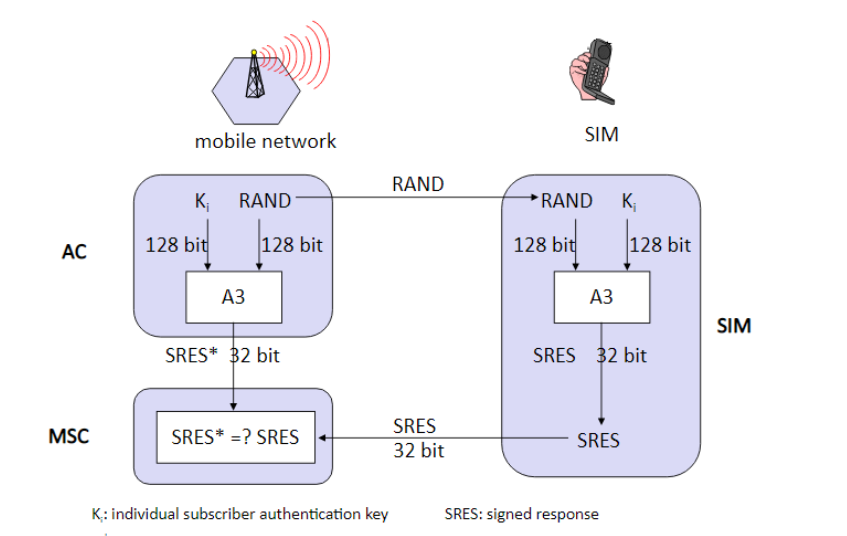 mobile network
SIM
RAND
Ki RAND
RAND Ki
128 bit 128 bit
128 bit 128 bit
AC
A3
A3
SIM
SRES* 32 bit
SRES 32 bit
MSC
SRES* =? SRES
SRES
32 bit
SRES
Ki: individual subscriber authentication key
SRES: signed response